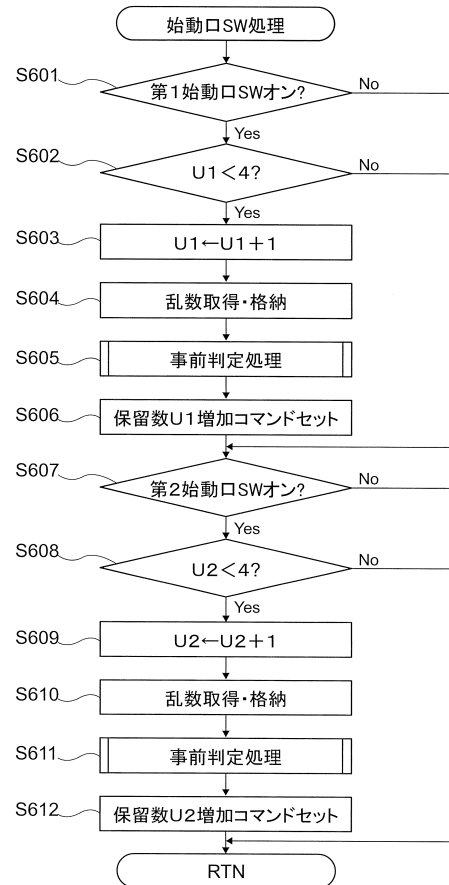 始動口SW処理
S601
第1始動口SWオン?
No
Yes
S602
U1<4?
No
Yes
S603
U1←U1+1
S604
乱数取得・格納
S605
事前判定処理
S606
保留数U1増加コマンドセット
S607
第2始動口SWオン?
No
Yes
S608
U2<4?
No
Yes
S609
U2←U2+1
S610
乱数取得・格納
S611
事前判定処理
S612
保留数U2増加コマンドセット
RTN